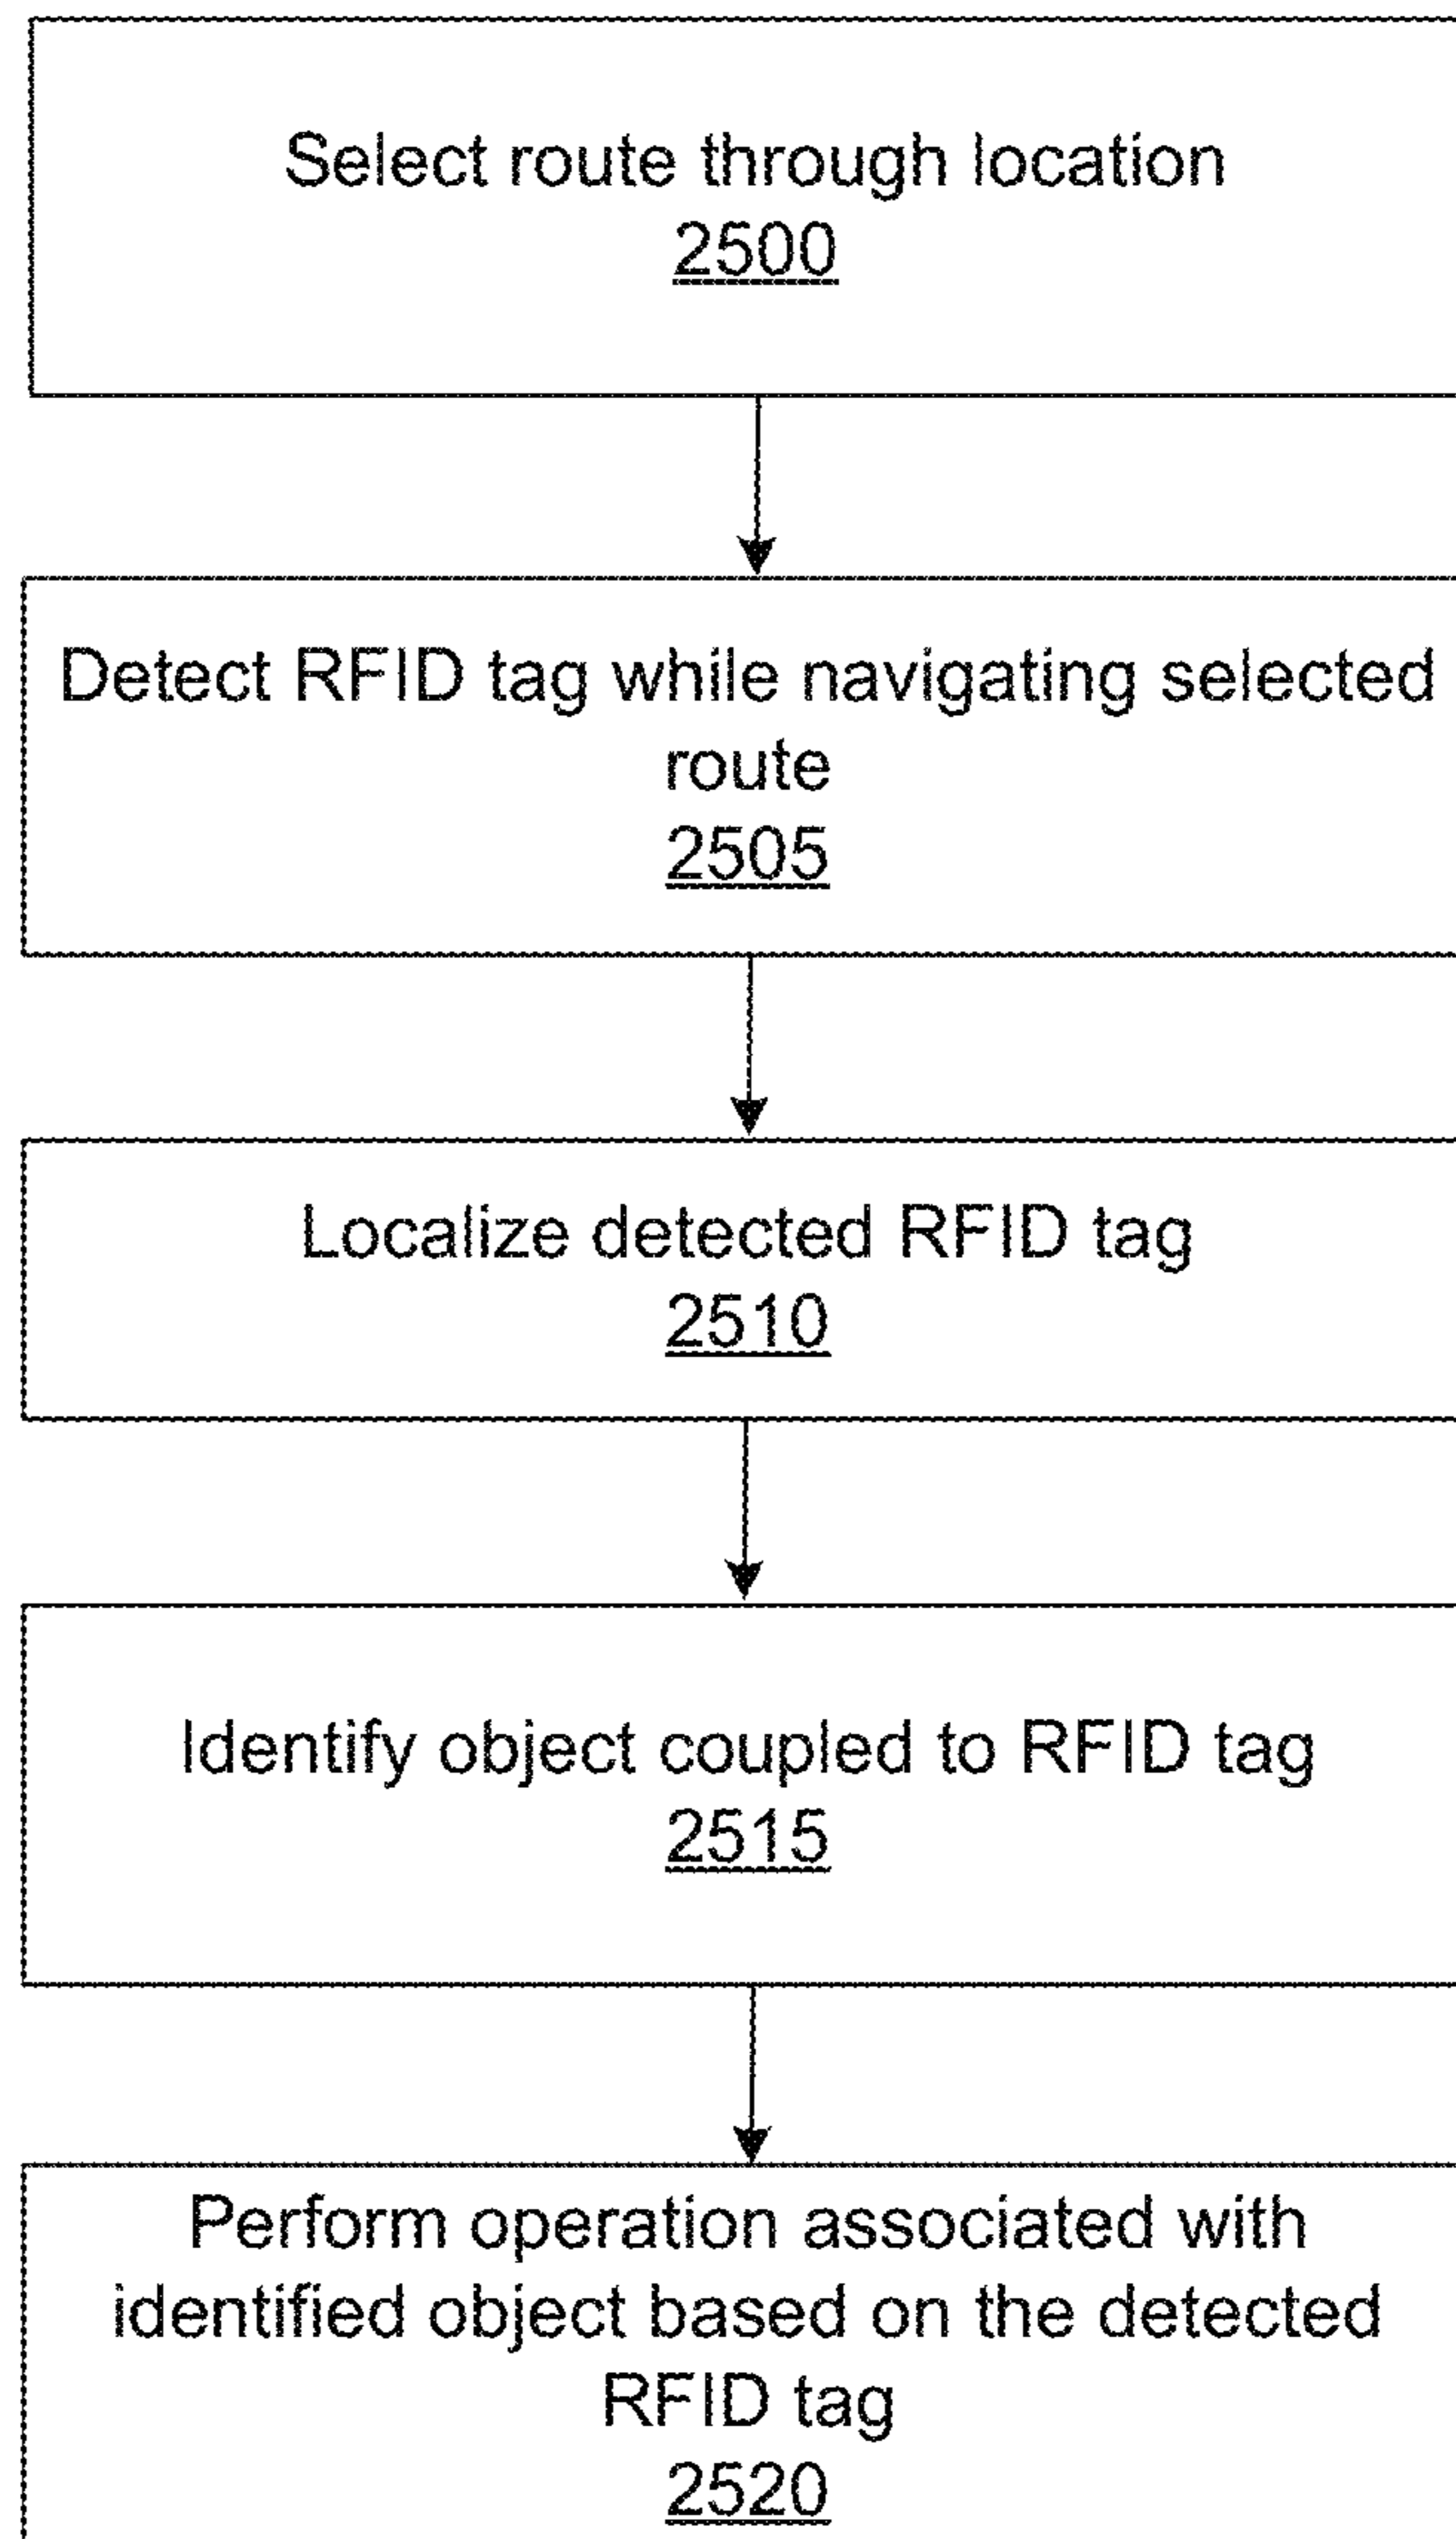 Select route through location
2500
Detect RFID tag while navigating selected
route
2505
Localize detected RFID tag
2510
Identify object coupled to RFID tag
2515
Perform operation associated with
identified object based on the detected
RFID tag
2520